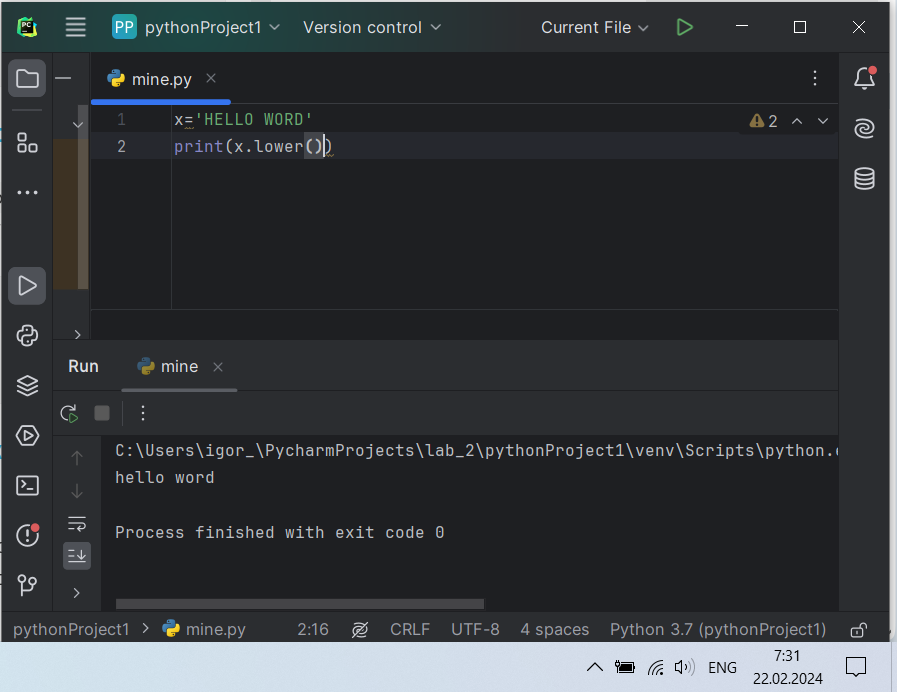 PC PP pythonProject1 Version control Current File
mine.py
1 x='HELLO WORD' 2
2 print(x.lower())
Run mine
C:\Users\igor_\PycharmProjects\lab_2\pythonProject1\venv\Scripts\python.
hello word
Process finished with exit code 0
pythonProject1 mine.py 2:16 CRLF UTF-8 4 spaces Python 3.7 (pythonProject1)
ENG 7:31
22.02.2024